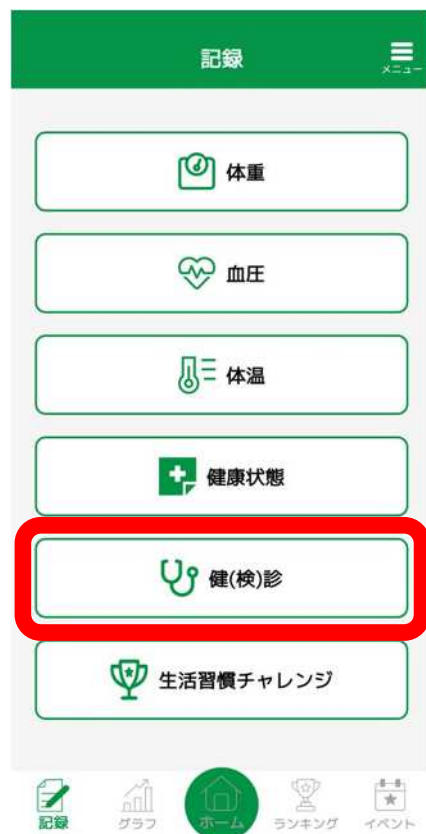 記録
メニュー
体重
血圧
体温
健康状態
健(検)診
生活習慣チャレンジ
記録
グラフ
ホーム
ランキング
イベント